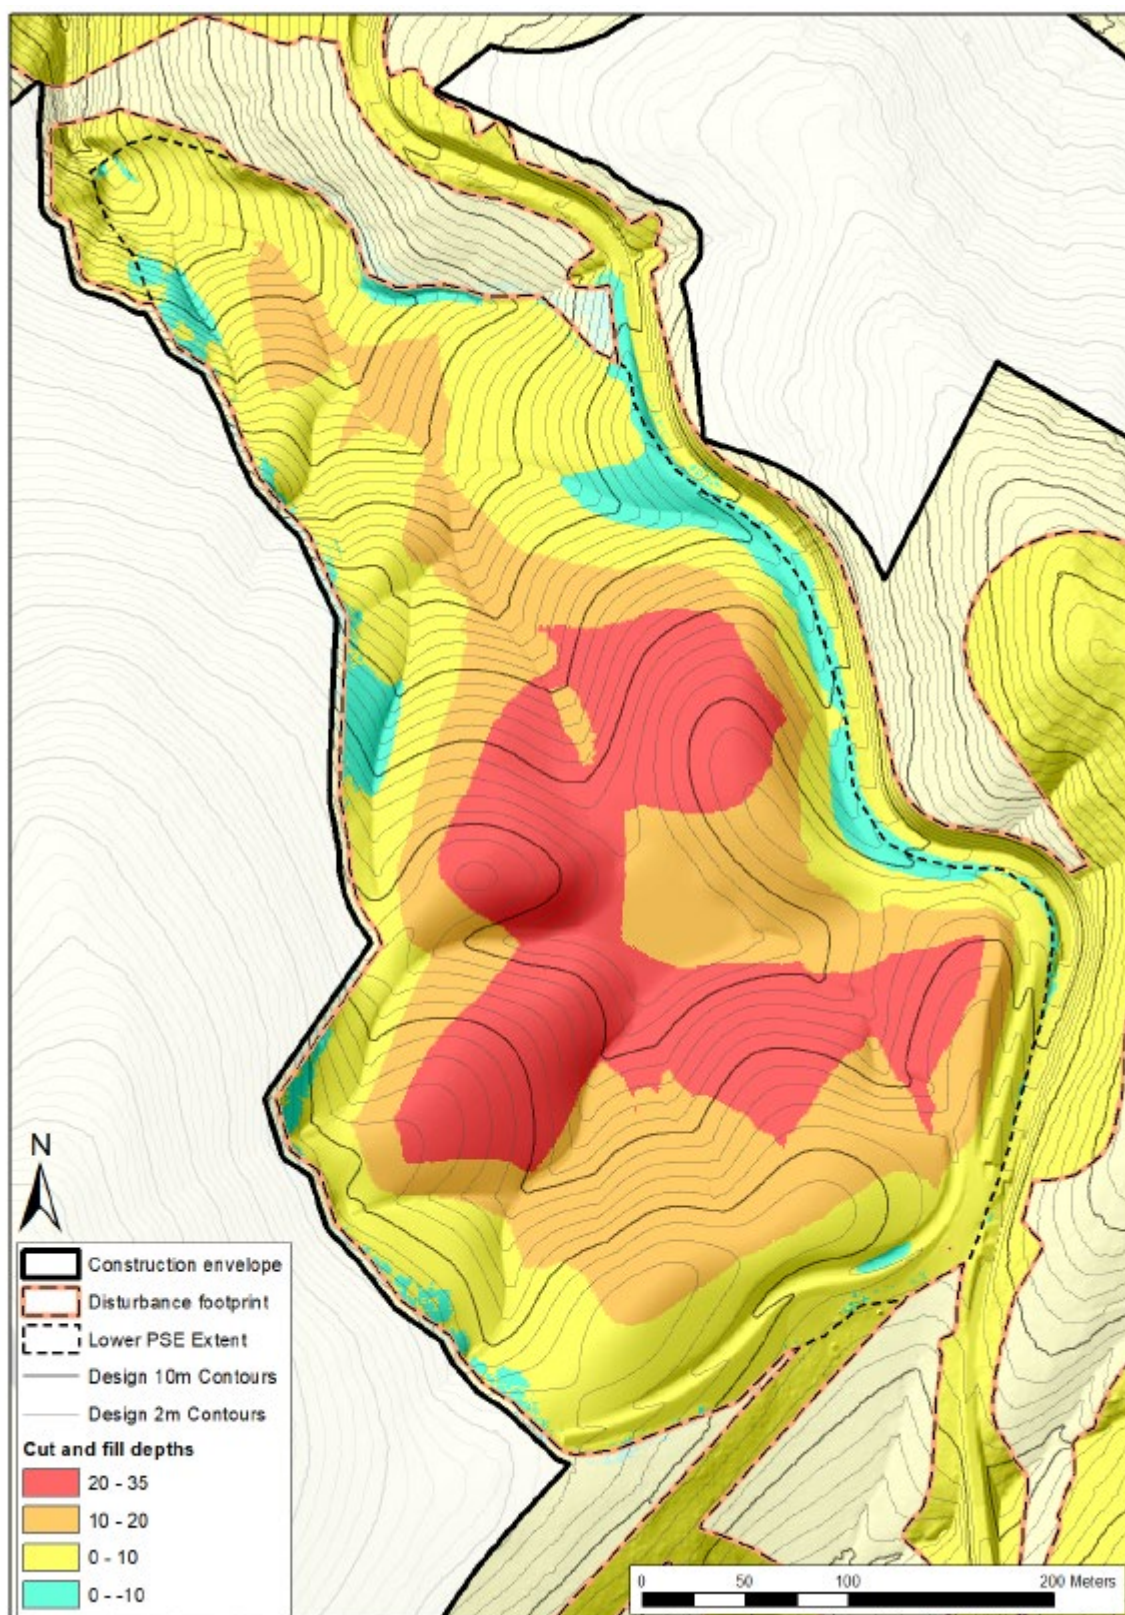 N
Construction envelope
Disturbance footprint
Lower PSE Extent
Design 10m Contours
Design 2m Contours
Cut and fill depths
20 - 35
10 - 20
0 - 10
0 - -10
0 50 100 200 Meters